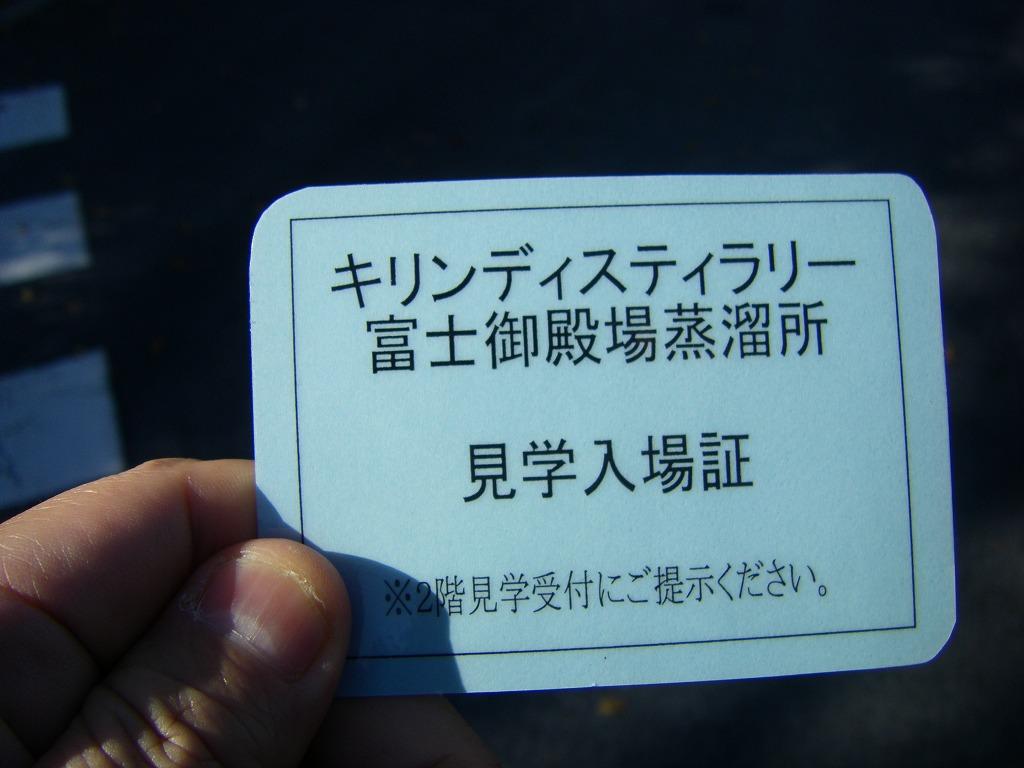 キリンディスティラリー
富士御殿場蒸溜所
見学入場証
※2階見学受付にご提示ください。